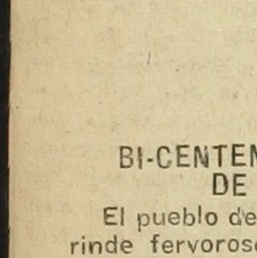 BI-CENTEN
DE
El pueblo de
rinde fervoros